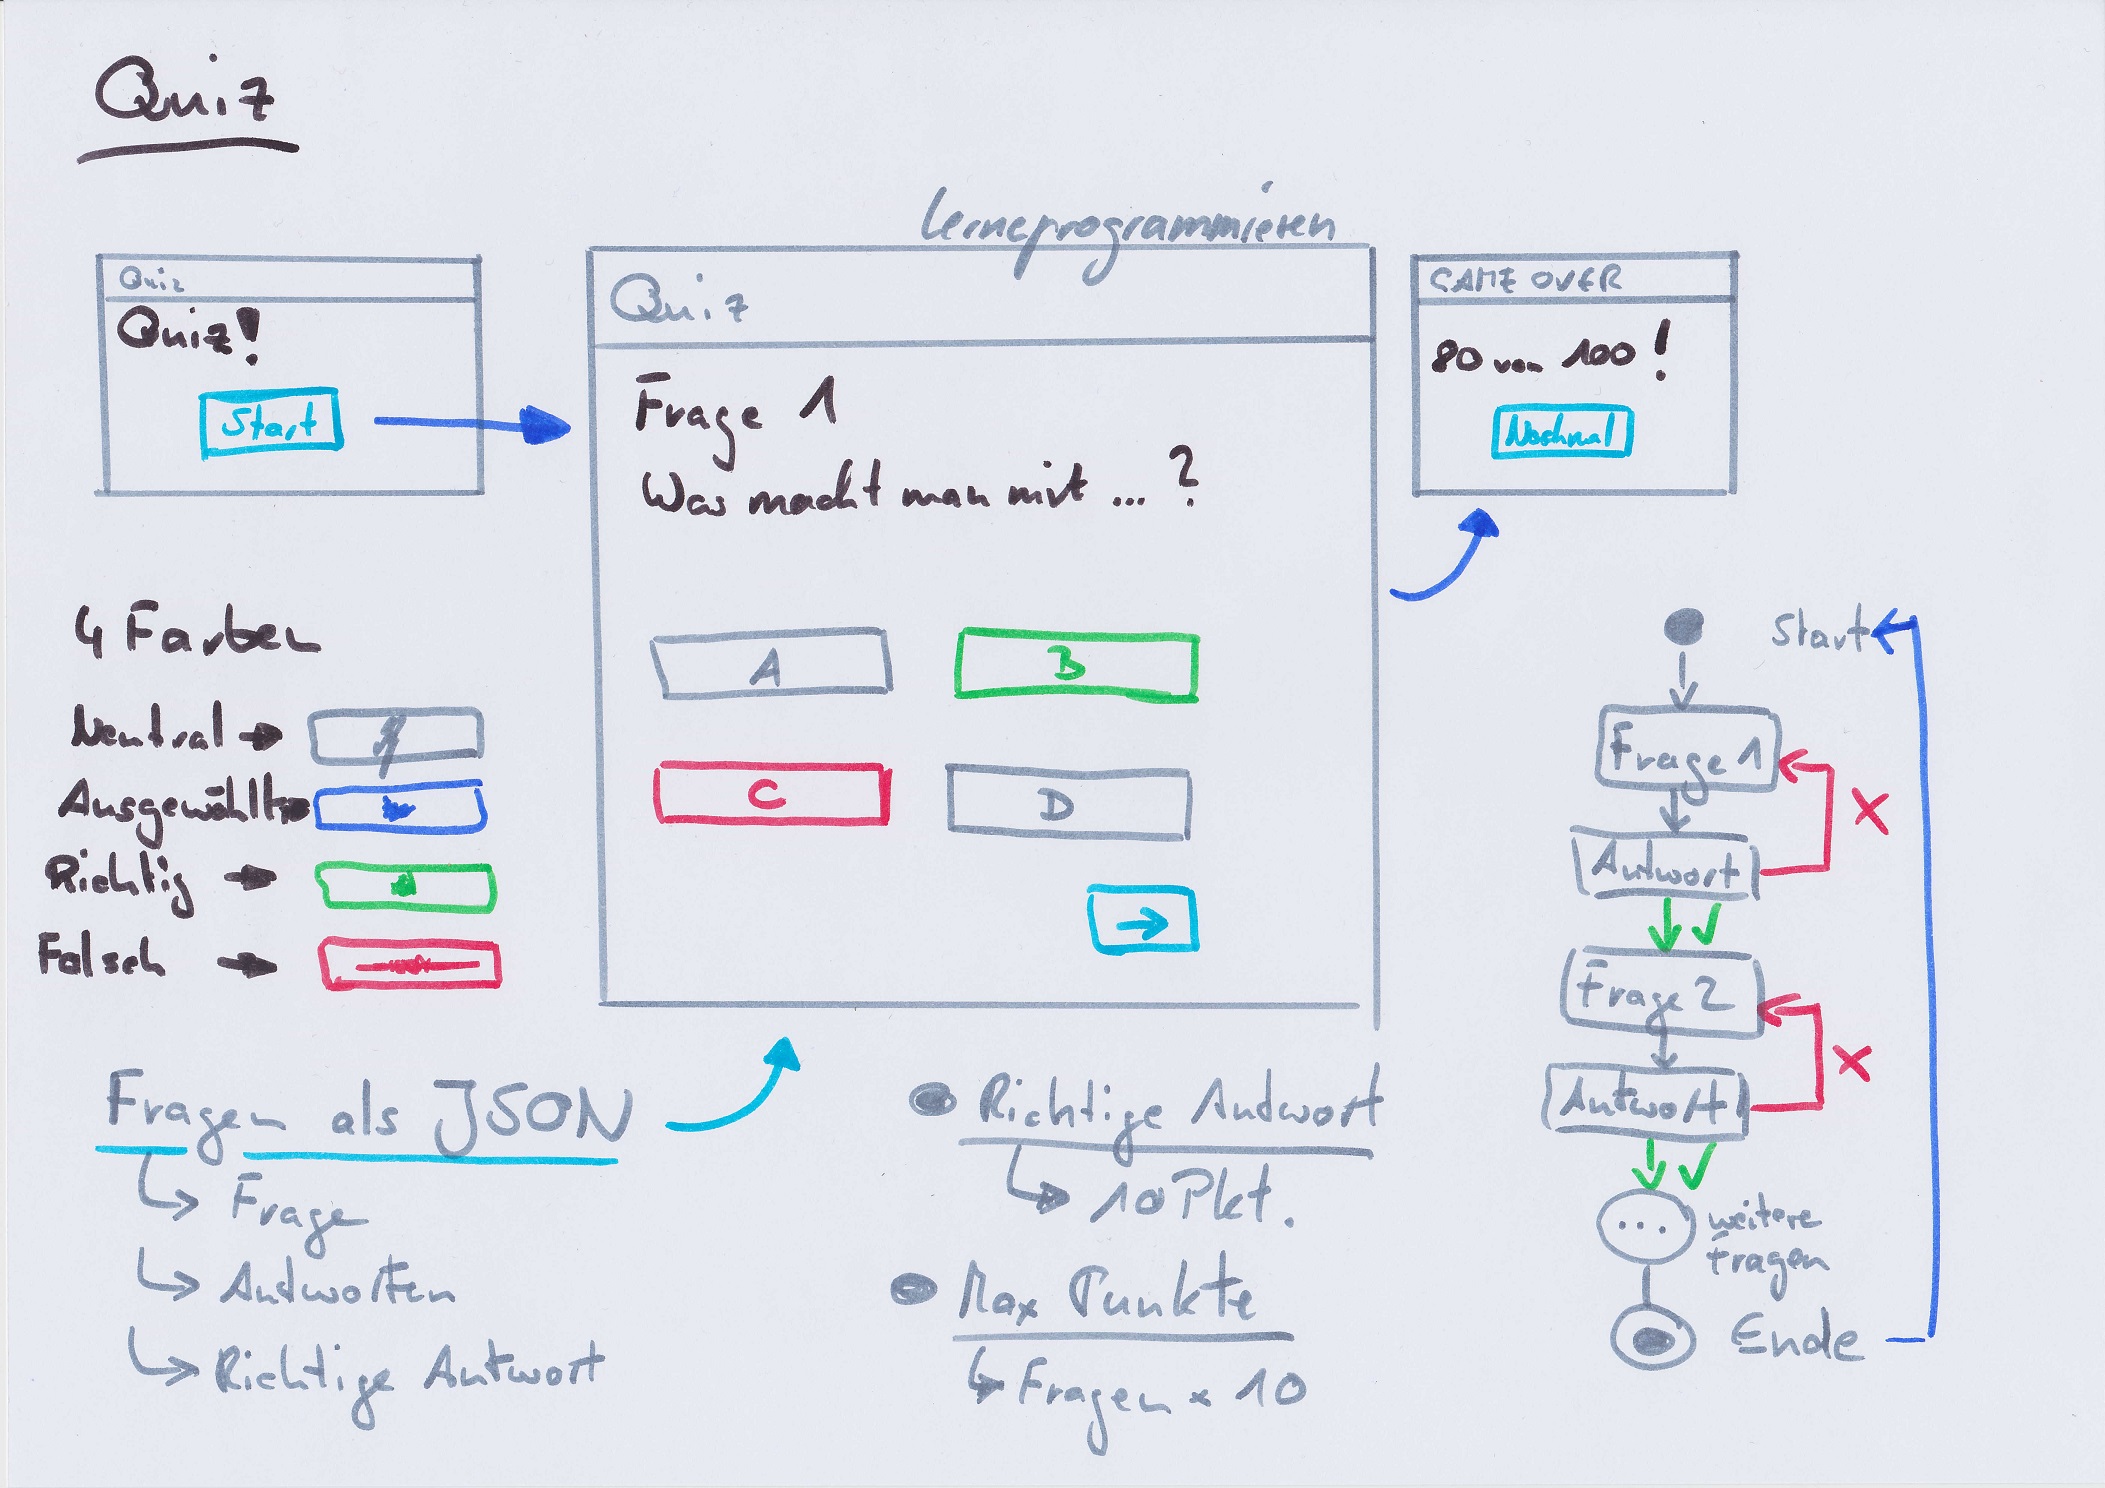 Quiz
lerneprogrammieren
Quiz
Quiz!
Start
Quiz
Frage 1
Was macht man mit ... ?
A
B
C
D
→
GAME OVER
80 von 100!
Nochmal
4 Farben
Neutral →
Ausgewählt
Richtig →
Falsch →
Fragen als JSON
Frage
Antworten
Richtige Antwort
Richtige Antwort
10 Pkt.
Max Punkte
Fragen × 10
Start
Frage 1
X
Antwort
✓
Frage 2
X
Antwort
✓
...
weitere
Fragen
Ende